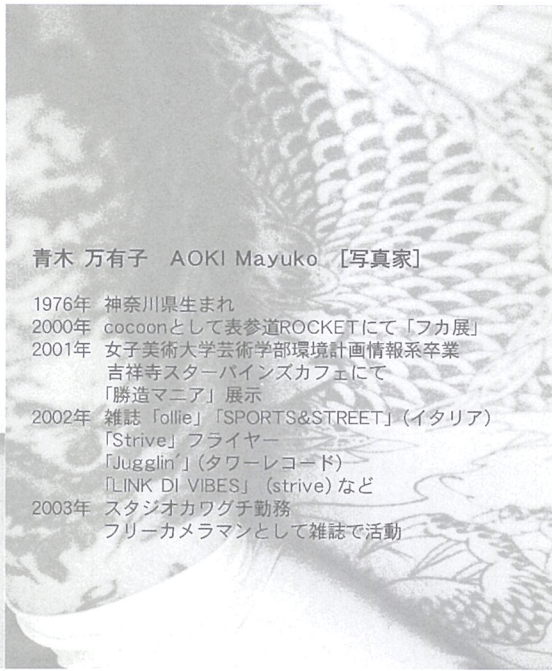 青木 万有子　AOKI Mayuko　［写真家］
1976年　神奈川県生まれ
2000年　cocoonとして表参道ROCKETにて「フカ展」
2001年　女子美術大学芸術学部環境計画情報系卒業
吉祥寺スターパインズカフェにて
「勝造マニア」展示
2002年　雑誌「ollie」「SPORTS&STREET」（イタリア）
「Strive」フライヤー
「Jugglin´」（タワーレコード）
「LINK DI VIBES」（strive）など
2003年　スタジオカワグチ勤務
フリーカメラマンとして雑誌で活動